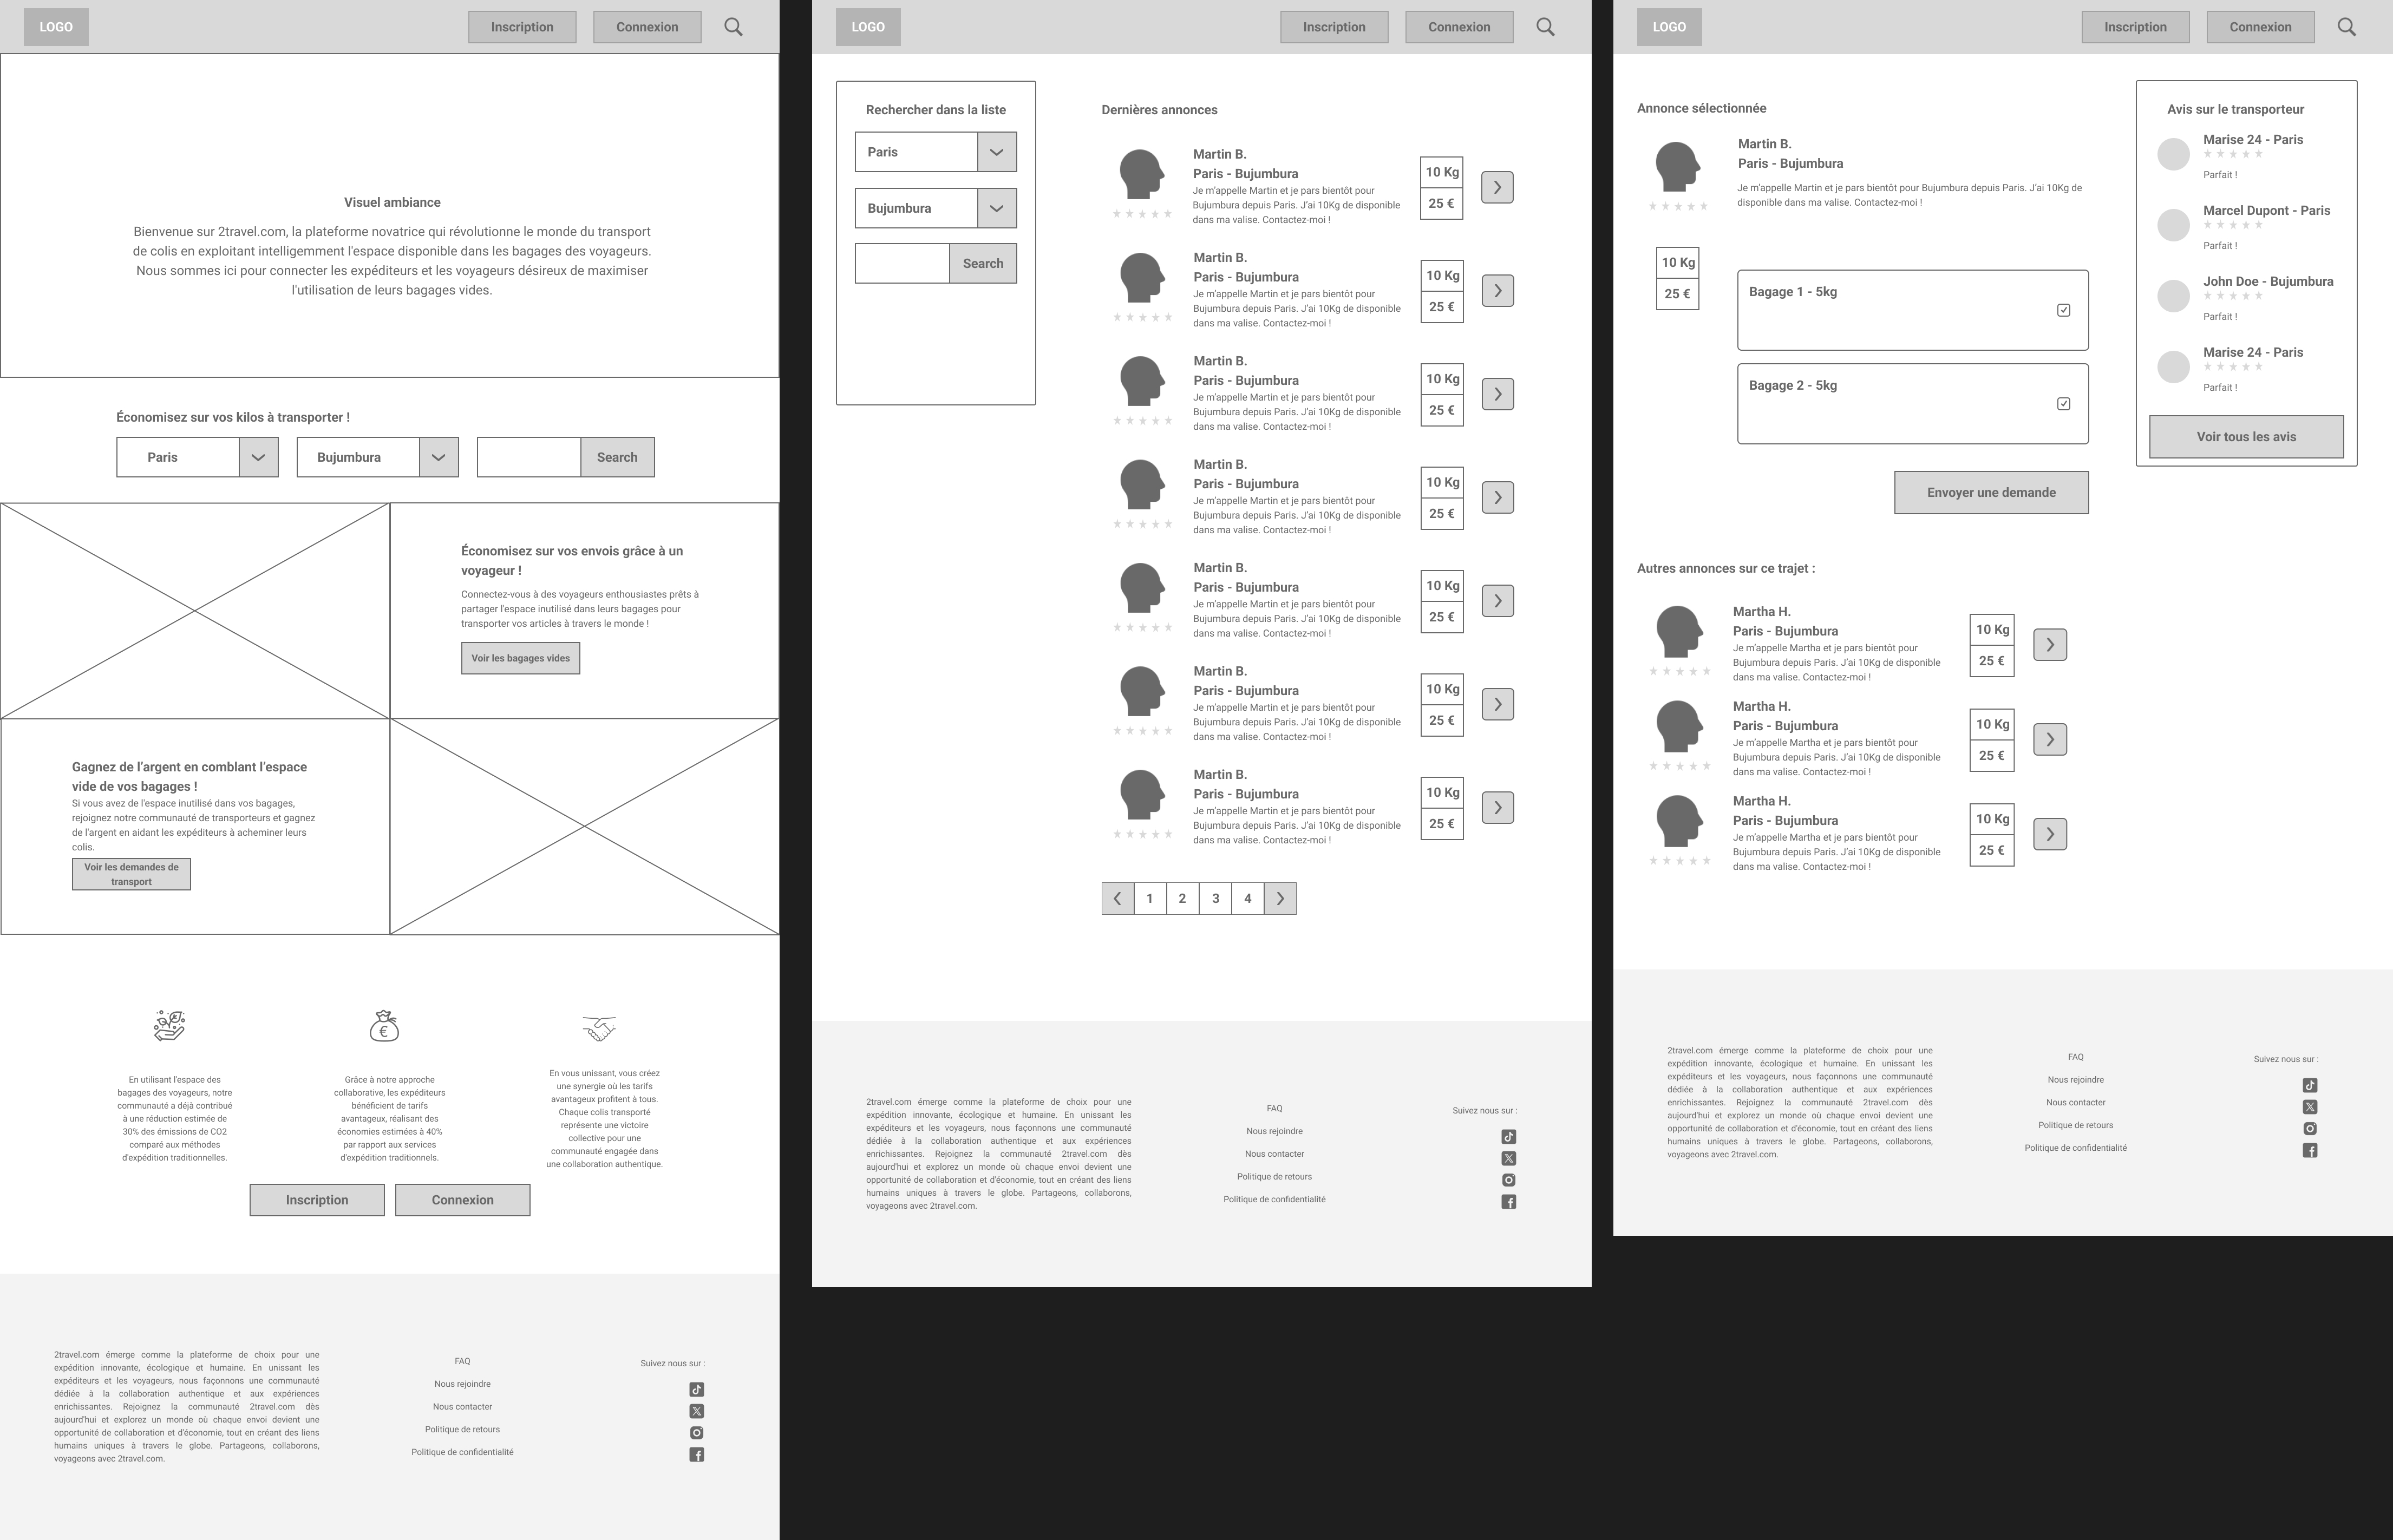 LOGO
Inscription
Connexion
Visuel ambiance
Bienvenue sur 2travel.com, la plateforme novatrice qui révolutionne le monde du transport
de colis en exploitant intelligemment l'espace disponible dans les bagages des voyageurs.
Nous sommes ici pour connecter les expéditeurs et les voyageurs désireux de maximiser
l'utilisation de leurs bagages vides.
Économisez sur vos kilos à transporter !
Paris
Bujumbura
Search
Économisez sur vos envois grâce à un
voyageur !
Connectez-vous à des voyageurs enthousiastes prêts à
partager l'espace inutilisé dans leurs bagages pour
transporter vos articles à travers le monde !
Voir les bagages vides
Gagnez de l'argent en comblant l'espace
vide de vos bagages !
Si vous avez de l'espace inutilisé dans vos bagages,
rejoignez notre communauté de transporteurs et gagnez
de l'argent en aidant les expéditeurs à acheminer leurs
colis.
Voir les demandes de
transport
En utilisant l'espace des
bagages des voyageurs, notre
communauté a déjà contribué
à une réduction estimée de
30% des émissions de CO2
comparé aux méthodes
d'expédition traditionnelles.
Grâce à notre approche
collaborative, les expéditeurs
bénéficient de tarifs
avantageux, réalisant des
économies estimées à 40%
par rapport aux services
d'expédition traditionnels.
En vous unissant, vous créez
une synergie où les tarifs
avantageux profitent à tous.
Chaque colis transporté
représente une victoire
collective pour une
communauté engagée dans
une collaboration authentique.
Inscription
Connexion
2travel.com émerge comme la plateforme de choix pour une
expédition innovante, écologique et humaine. En unissant les
expéditeurs et les voyageurs, nous façonnons une communauté
dédiée à la collaboration authentique et aux expériences
enrichissantes. Rejoignez la communauté 2travel.com dès
aujourd'hui et explorez un monde où chaque envoi devient une
opportunité de collaboration et d'économie, tout en créant des liens
humains uniques à travers le globe. Partageons, collaborons,
voyageons avec 2travel.com.
FAQ
Nous rejoindre
Nous contacter
Politique de retours
Politique de confidentialité
Suivez nous sur :
LOGO
Inscription
Connexion
Rechercher dans la liste
Paris
Bujumbura
Search
Dernières annonces
Martin B.
Paris - Bujumbura
Je m'appelle Martin et je pars bientôt pour
Bujumbura depuis Paris. J'ai 10Kg de disponible
dans ma valise. Contactez-moi !
10 Kg
25 €
Martin B.
Paris - Bujumbura
Je m'appelle Martin et je pars bientôt pour
Bujumbura depuis Paris. J'ai 10Kg de disponible
dans ma valise. Contactez-moi !
10 Kg
25 €
Martin B.
Paris - Bujumbura
Je m'appelle Martin et je pars bientôt pour
Bujumbura depuis Paris. J'ai 10Kg de disponible
dans ma valise. Contactez-moi !
10 Kg
25 €
Martin B.
Paris - Bujumbura
Je m'appelle Martin et je pars bientôt pour
Bujumbura depuis Paris. J'ai 10Kg de disponible
dans ma valise. Contactez-moi !
10 Kg
25 €
Martin B.
Paris - Bujumbura
Je m'appelle Martin et je pars bientôt pour
Bujumbura depuis Paris. J'ai 10Kg de disponible
dans ma valise. Contactez-moi !
10 Kg
25 €
Martin B.
Paris - Bujumbura
Je m'appelle Martin et je pars bientôt pour
Bujumbura depuis Paris. J'ai 10Kg de disponible
dans ma valise. Contactez-moi !
10 Kg
25 €
Martin B.
Paris - Bujumbura
Je m'appelle Martin et je pars bientôt pour
Bujumbura depuis Paris. J'ai 10Kg de disponible
dans ma valise. Contactez-moi !
10 Kg
25 €
1 2 3 4
2travel.com émerge comme la plateforme de choix pour une
expédition innovante, écologique et humaine. En unissant les
expéditeurs et les voyageurs, nous façonnons une communauté
dédiée à la collaboration authentique et aux expériences
enrichissantes. Rejoignez la communauté 2travel.com dès
aujourd'hui et explorez un monde où chaque envoi devient une
opportunité de collaboration et d'économie, tout en créant des liens
humains uniques à travers le globe. Partageons, collaborons,
voyageons avec 2travel.com.
FAQ
Nous rejoindre
Nous contacter
Politique de retours
Politique de confidentialité
Suivez nous sur :
LOGO
Inscription
Connexion
Annonce sélectionnée
Martin B.
Paris - Bujumbura
Je m'appelle Martin et je pars bientôt pour Bujumbura depuis Paris. J'ai 10Kg de
disponible dans ma valise. Contactez-moi !
10 Kg
25 €
Bagage 1 - 5kg
Bagage 2 - 5kg
Envoyer une demande
Avis sur le transporteur
Marise 24 - Paris
Parfait !
Marcel Dupont - Paris
Parfait !
John Doe - Bujumbura
Parfait !
Marise 24 - Paris
Parfait !
Voir tous les avis
Autres annonces sur ce trajet :
Martha H.
Paris - Bujumbura
Je m'appelle Martha et je pars bientôt pour
Bujumbura depuis Paris. J'ai 10Kg de disponible
dans ma valise. Contactez-moi !
10 Kg
25 €
Martha H.
Paris - Bujumbura
Je m'appelle Martha et je pars bientôt pour
Bujumbura depuis Paris. J'ai 10Kg de disponible
dans ma valise. Contactez-moi !
10 Kg
25 €
Martha H.
Paris - Bujumbura
Je m'appelle Martha et je pars bientôt pour
Bujumbura depuis Paris. J'ai 10Kg de disponible
dans ma valise. Contactez-moi !
10 Kg
25 €
2travel.com émerge comme la plateforme de choix pour une
expédition innovante, écologique et humaine. En unissant les
expéditeurs et les voyageurs, nous façonnons une communauté
dédiée à la collaboration authentique et aux expériences
enrichissantes. Rejoignez la communauté 2travel.com dès
aujourd'hui et explorez un monde où chaque envoi devient une
opportunité de collaboration et d'économie, tout en créant des liens
humains uniques à travers le globe. Partageons, collaborons,
voyageons avec 2travel.com.
FAQ
Nous rejoindre
Nous contacter
Politique de retours
Politique de confidentialité
Suivez nous sur :